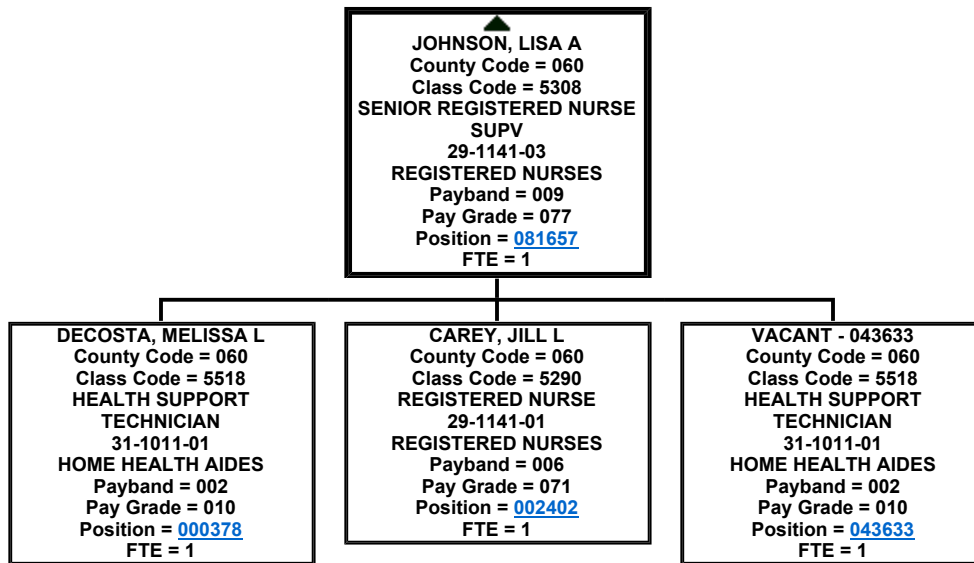 JOHNSON, LISA A
County Code = 060
Class Code = 5308
SENIOR REGISTERED NURSE
SUPV
29-1141-03
REGISTERED NURSES
Payband = 009
Pay Grade = 077
Position = 081657
FTE = 1
DECOSTA, MELISSA L
County Code = 060
Class Code = 5518
HEALTH SUPPORT
TECHNICIAN
31-1011-01
HOME HEALTH AIDES
Payband = 002
Pay Grade = 010
Position = 000378
FTE = 1
CAREY, JILL L
County Code = 060
Class Code = 5290
REGISTERED NURSE
29-1141-01
REGISTERED NURSES
Payband = 006
Pay Grade = 071
Position = 002402
FTE = 1
VACANT - 043633
County Code = 060
Class Code = 5518
HEALTH SUPPORT
TECHNICIAN
31-1011-01
HOME HEALTH AIDES
Payband = 002
Pay Grade = 010
Position = 043633
FTE = 1